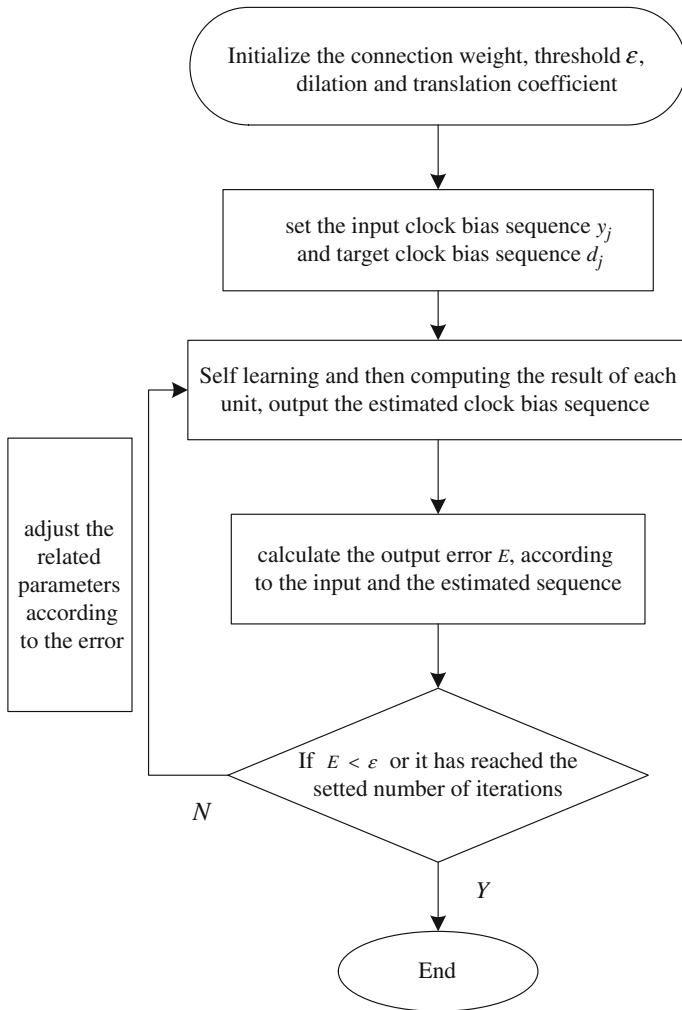 Initialize the connection weight, threshold ε,
dilation and translation coefficient
set the input clock bias sequence y_j
and target clock bias sequence d_j
Self learning and then computing the result of each
unit, output the estimated clock bias sequence
adjust the
related
parameters
according
to the error
calculate the output error E, according
to the input and the estimated sequence
If E < ε or it has reached the
setted number of iterations
N
Y
End